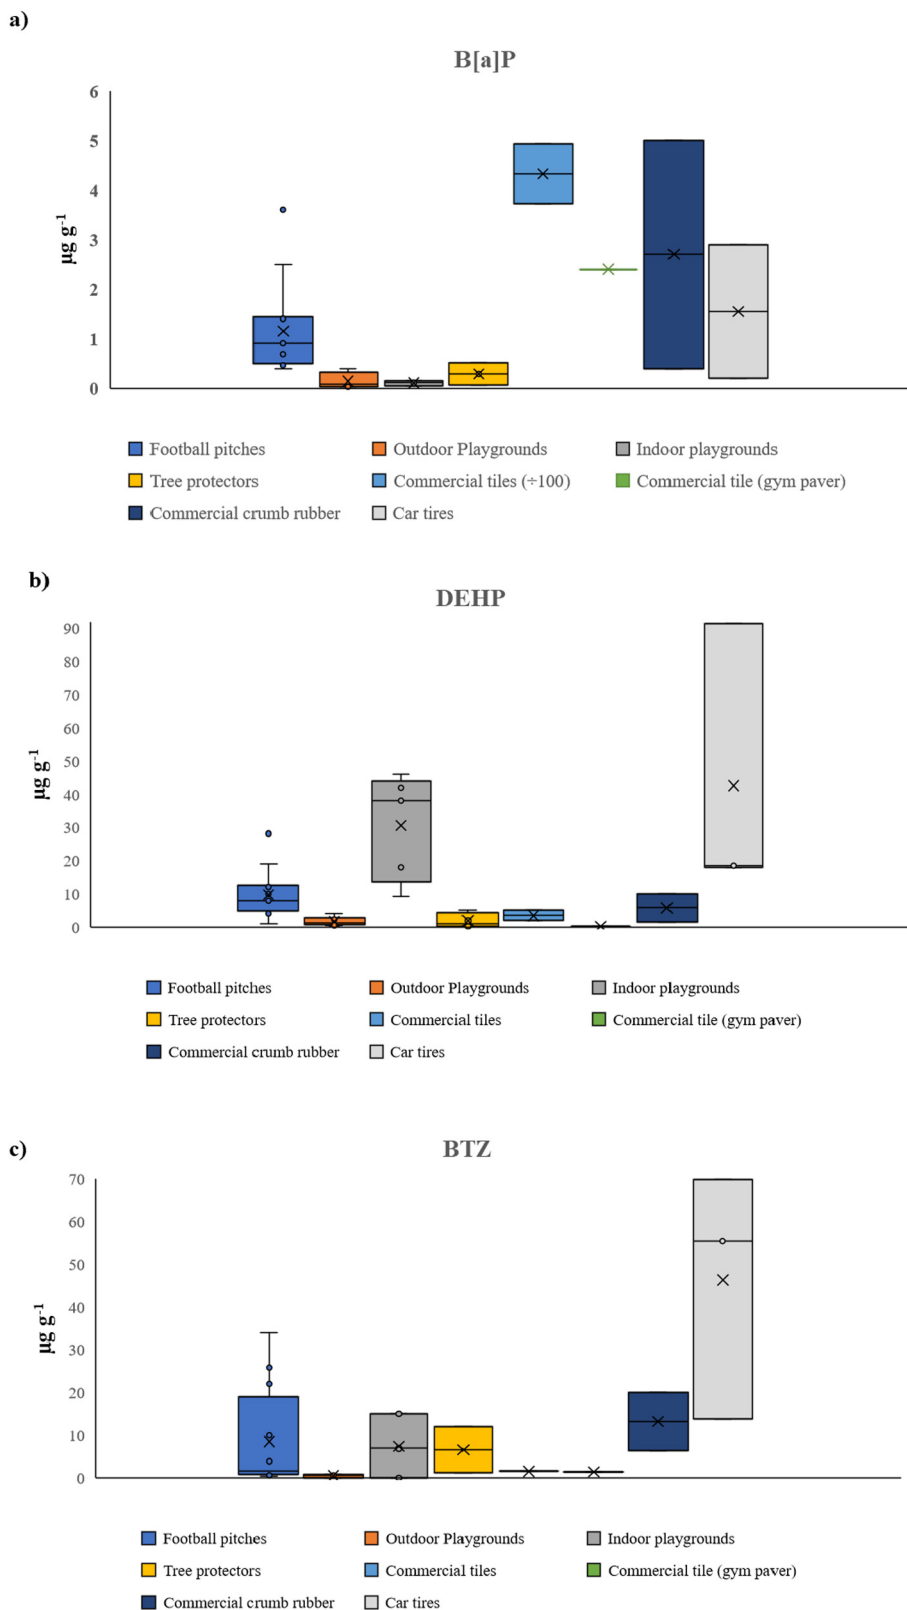 a)
B[a]P
6
5
4
3
2
1
0
µg g-1
Football pitches
Outdoor Playgrounds
Indoor playgrounds
Tree protectors
Commercial tiles (÷100)
Commercial tile (gym paver)
Commercial crumb rubber
Car tires
b)
DEHP
90
80
70
60
50
40
30
20
10
0
µg g-1
Football pitches
Outdoor Playgrounds
Indoor playgrounds
Tree protectors
Commercial tiles
Commercial tile (gym paver)
Commercial crumb rubber
Car tires
c)
BTZ
70
60
50
40
30
20
10
0
µg g-1
Football pitches
Outdoor Playgrounds
Indoor playgrounds
Tree protectors
Commercial tiles
Commercial tile (gym paver)
Commercial crumb rubber
Car tires